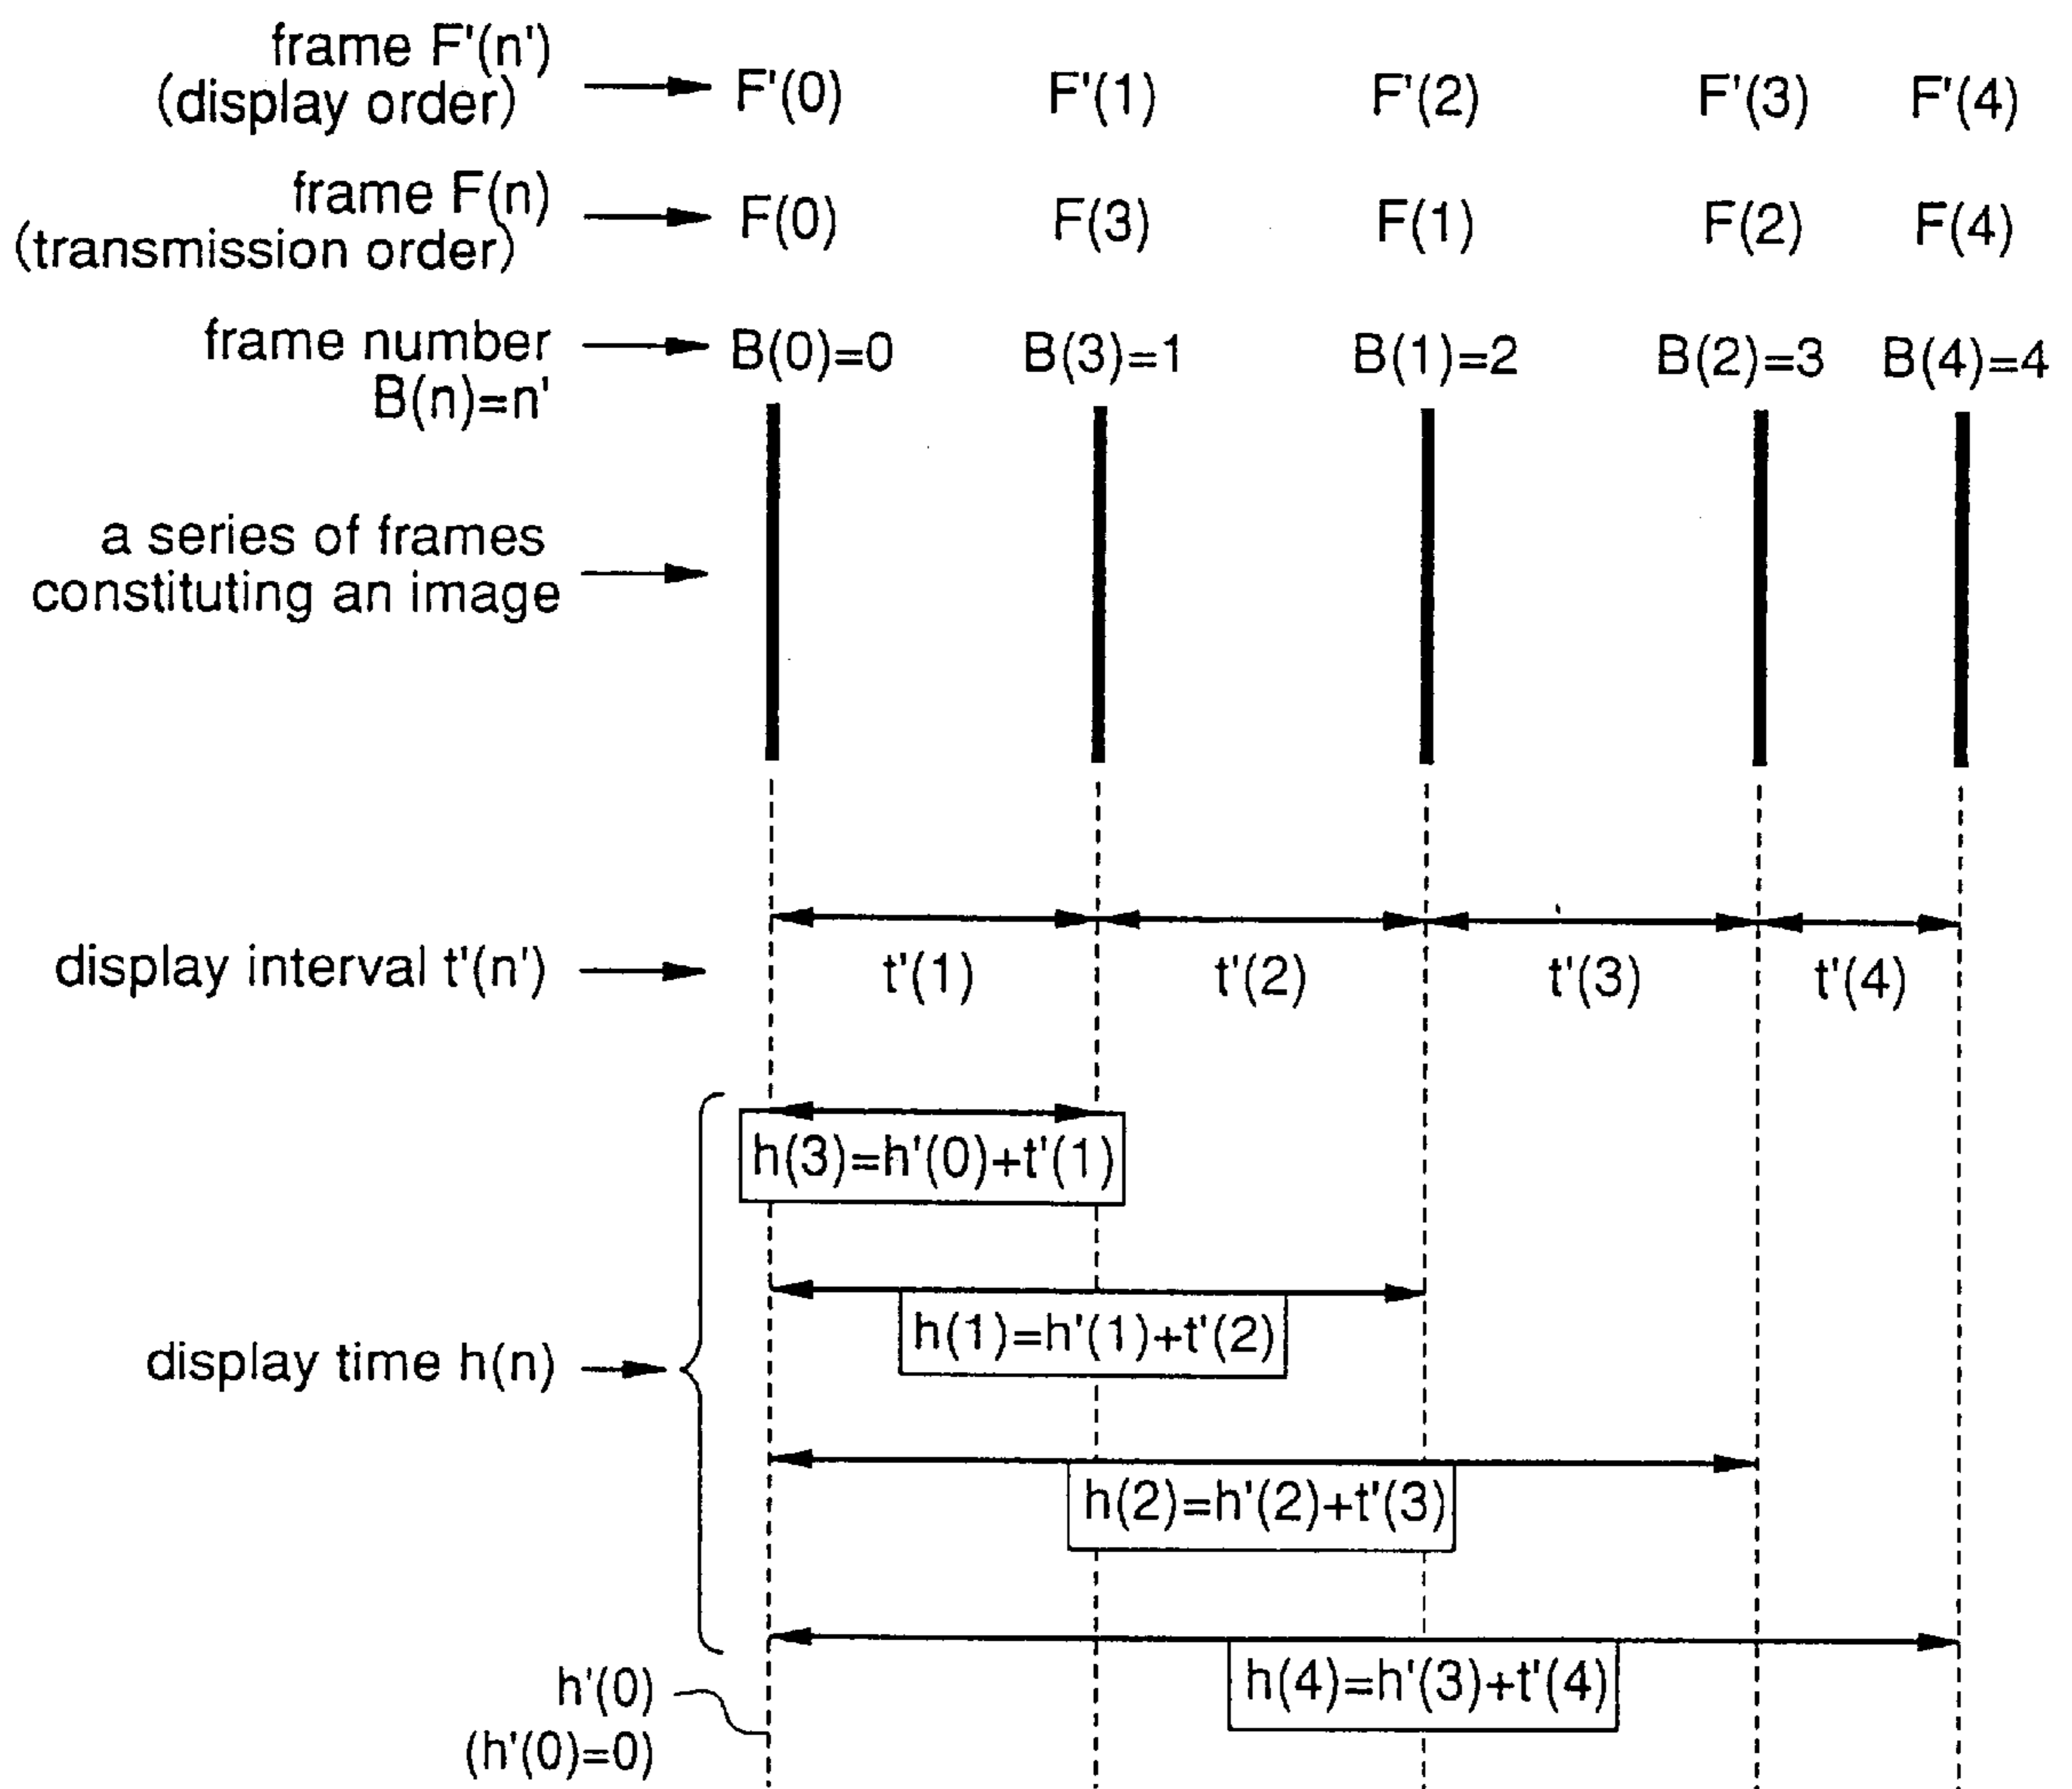 frame F'(n')
(display order)
F'(0) F'(1) F'(2) F'(3) F'(4)
frame F(n)
(transmission order)
F(0) F(3) F(1) F(2) F(4)
frame number
B(n)=n'
B(0)=0 B(3)=1 B(1)=2 B(2)=3 B(4)=4
a series of frames
constituting an image
display interval t'(n')
t'(1) t'(2) t'(3) t'(4)
h(3)=h'(0)+t'(1)
h(1)=h'(1)+t'(2)
display time h(n)
h(2)=h'(2)+t'(3)
h(4)=h'(3)+t'(4)
h'(0)
(h'(0)=0)